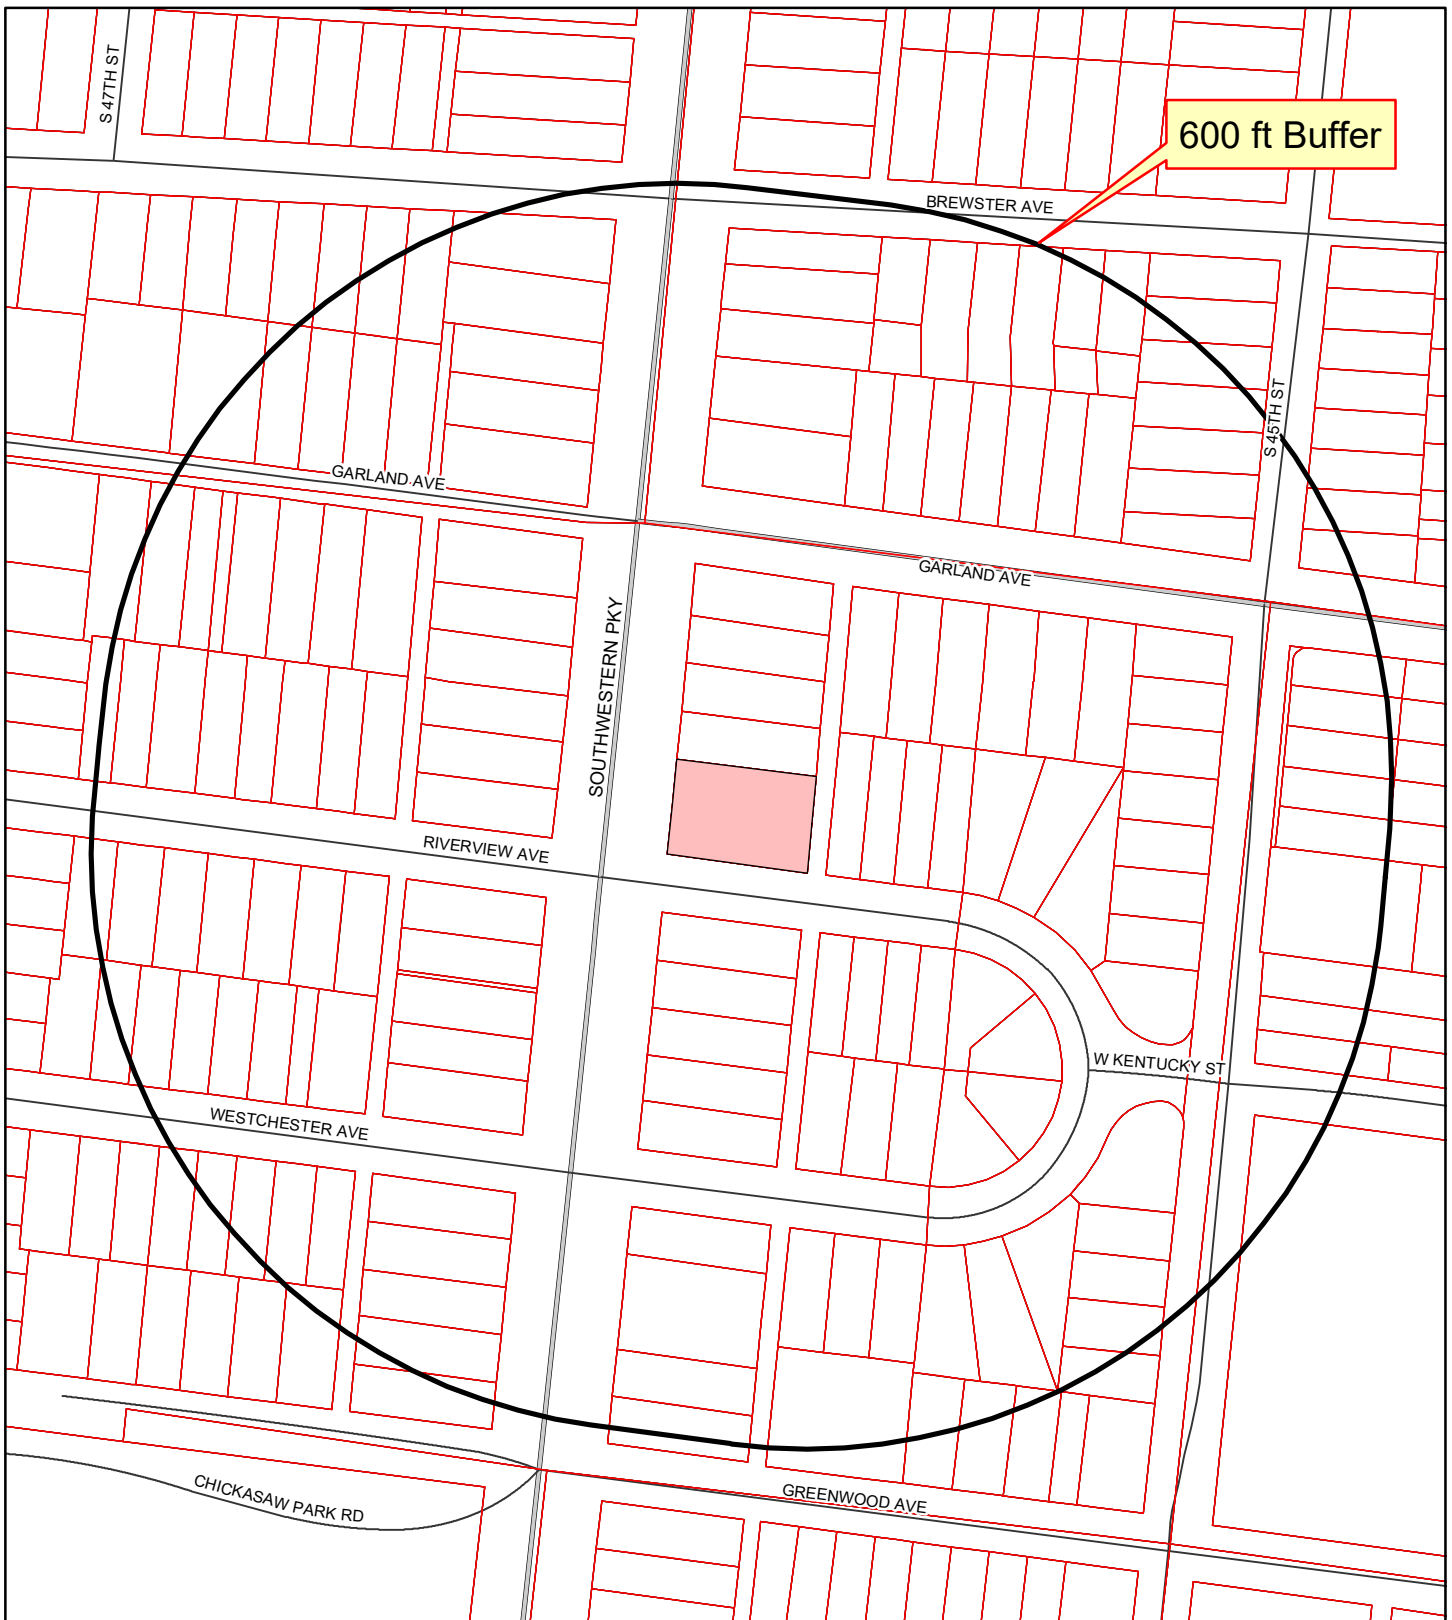 S 47TH ST
600 ft Buffer
BREWSTER AVE
S 45TH ST
GARLAND AVE
GARLAND AVE
SOUTHWESTERN PKY
RIVERVIEW AVE
W KENTUCKY ST
WESTCHESTER AVE
CHICKASAW PARK RD
GREENWOOD AVE